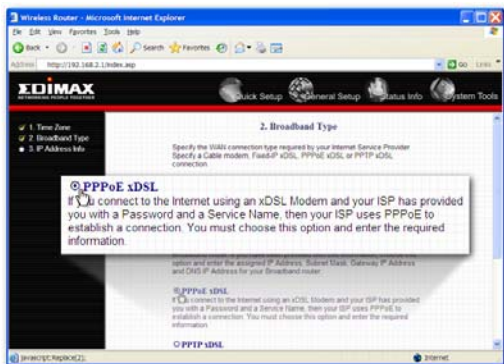 Wireless Router - Microsoft Internet Explorer
File Edit View Favorites Tools Help
Back Search Favorites
Address http://192.168.2.1/index.asp Go Links
EDIMAX
NETWORKING PEOPLE TOGETHER
Quick Setup General Setup Status Info System Tools
1. Time Zone
2. Broadband Type
3. IP Address Info
2. Broadband Type
Specify the WAN connection type required by your Internet Service Provider
Specify a Cable modem, Fixed-IP xDSL, PPPoE xDSL or PPTP xDSL
connection.
PPPoE xDSL
If you connect to the Internet using an xDSL Modem and your ISP has provided
you with a Password and a Service Name, then your ISP uses PPPoE to
establish a connection. You must choose this option and enter the required
information.
option and enter the assigned IP Address, Subnet Mask, Gateway IP Address
and DNS IP Address for your Broadband router.
PPPoE xDSL
If you connect to the Internet using an xDSL Modem and your ISP has provided
you with a Password and a Service Name, then your ISP uses PPPoE to
establish a connection. You must choose this option and enter the required
information.
PPTP xDSL
javascript:Replace(2); Internet